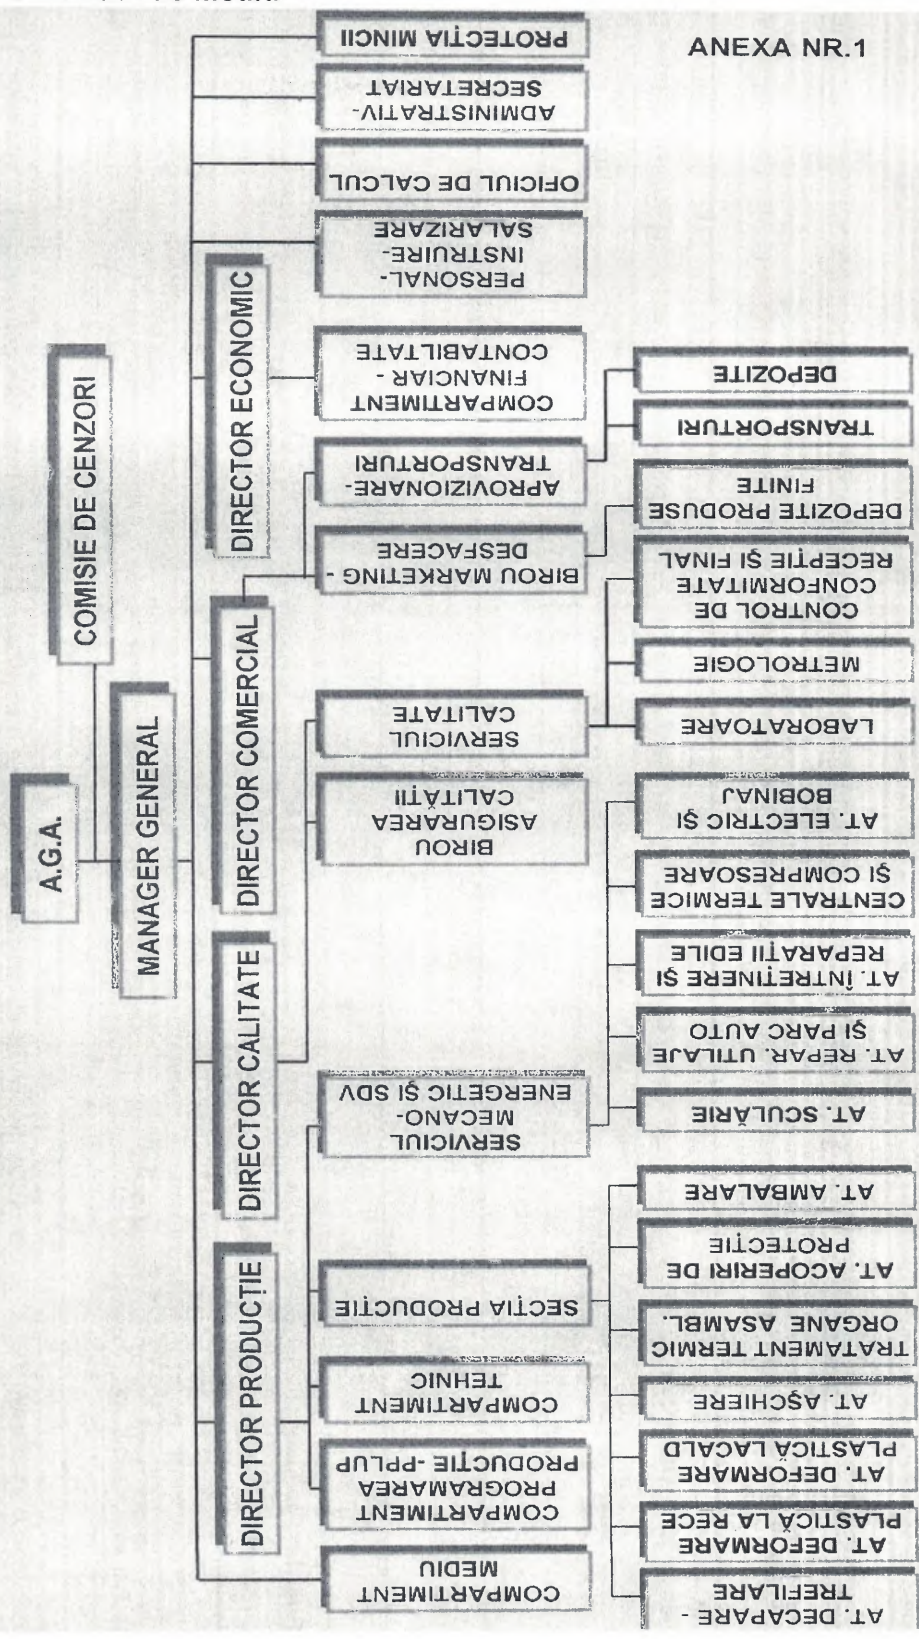 ANEXA NR.1
A.G.A.
COMISIE DE CENZORI
MANAGER GENERAL
DIRECTOR PRODUCȚIE
DIRECTOR CALITATE
DIRECTOR COMERCIAL
DIRECTOR ECONOMIC
COMPARTIMENT
MEDIU
COMPARTIMENT
PROGRAMAREA
PRODUCȚIE -PPLUP
COMPARTIMENT
TEHNIC
SECȚIA PRODUCȚIE
SERVICIUL
MECANO-
ENERGETIC ȘI SDV
BIROU
ASIGURAREA
CALITĂȚII
SERVICIUL
CALITATE
BIROU MARKETING -
DESFACERE
APROVIZIONARE-
TRANSPORTURI
COMPARTIMENT
FINANCIAR -
CONTABILTATE
PERSONAL-
INSTRUIRE-
SALARIZARE
OFICIUL DE CALCUL
ADMINISTRATIV-
SECRETARIAT
PROTECȚIA MINCII
AT. DECAPARE -
TREFILARE
AT. DEFORMARE
PLASTICĂ LA RECE
AT. DEFORMARE
PLASTICĂ LACALD
AT. AȘCHIERE
TRATAMENT TERMIC
ORGANE ASAMBL.
AT. ACOPERIRI DE
PROTECȚIE
AT. AMBALARE
AT. SCULĂRIE
AT. REPAR. UTILAJE
ȘI PARC AUTO
AT. ÎNTREȚINERE ȘI
REPARAȚII EDILE
CENTRALE TERMICE
ȘI COMPRESOARE
AT. ELECTRIC ȘI
BOBINAJ
LABORATOARE
METROLOGIE
CONTROL DE
CONFORMITATE
RECEPTIE ȘI FINAL
DEPOZITE PRODUSE
FINITE
TRANSPORTURI
DEPOZITE